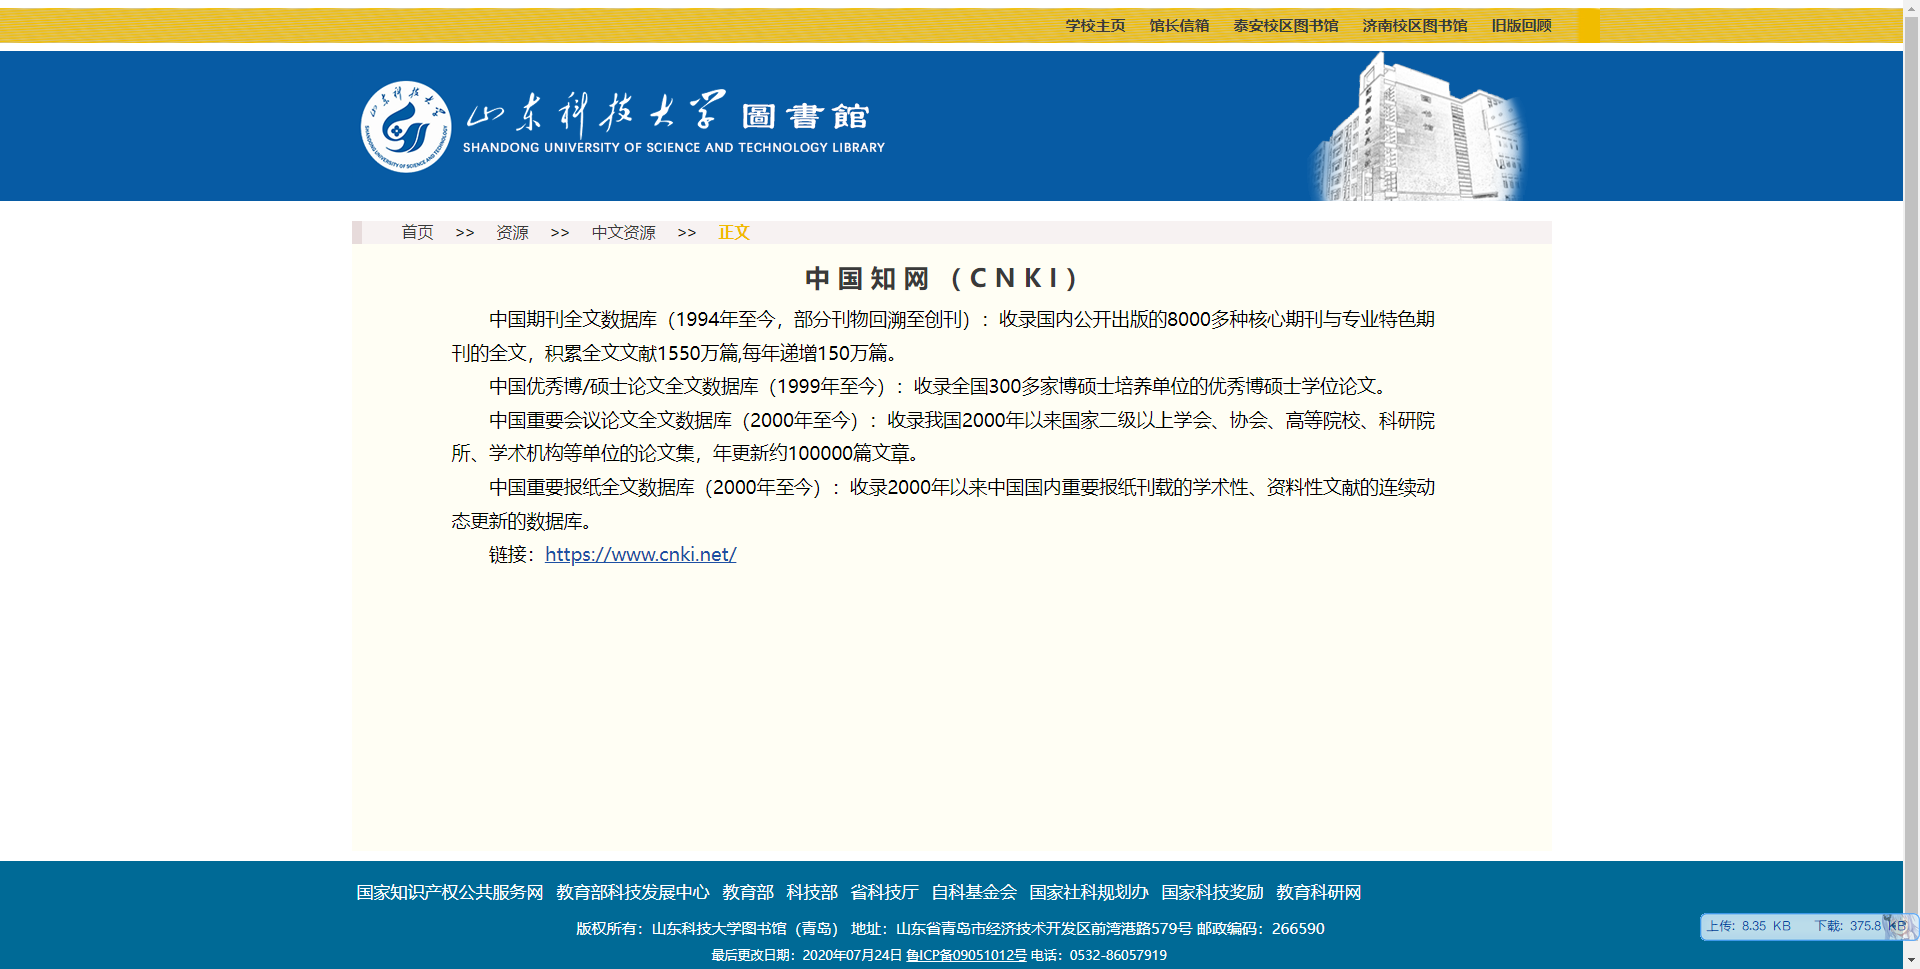 学校主页 馆长信箱 泰安校区图书馆 济南校区图书馆 旧版回顾
山东科技大学 圖書館
SHANDONG UNIVERSITY OF SCIENCE AND TECHNOLOGY LIBRARY
首页 >> 资源 >> 中文资源 >> 正文
中国知网 (CNKI)
中国期刊全文数据库（1994年至今，部分刊物回溯至创刊）：收录国内公开出版的8000多种核心期刊与专业特色期
刊的全文，积累全文文献1550万篇,每年递增150万篇。
中国优秀博/硕士论文全文数据库（1999年至今）：收录全国300多家博硕士培养单位的优秀博硕士学位论文。
中国重要会议论文全文数据库（2000年至今）：收录我国2000年以来国家二级以上学会、协会、高等院校、科研院
所、学术机构等单位的论文集，年更新约100000篇文章。
中国重要报纸全文数据库（2000年至今）：收录2000年以来中国国内重要报纸刊载的学术性、资料性文献的连续动
态更新的数据库。
链接：https://www.cnki.net/
国家知识产权公共服务网 教育部科技发展中心 教育部 科技部 省科技厅 自科基金会 国家社科规划办 国家科技奖励 教育科研网
版权所有：山东科技大学图书馆（青岛） 地址：山东省青岛市经济技术开发区前湾港路579号 邮政编码：266590
上传: 8.35 KB 下载: 375.8 KB
最后更改日期：2020年07月24日 鲁ICP备09051012号 电话：0532-86057919